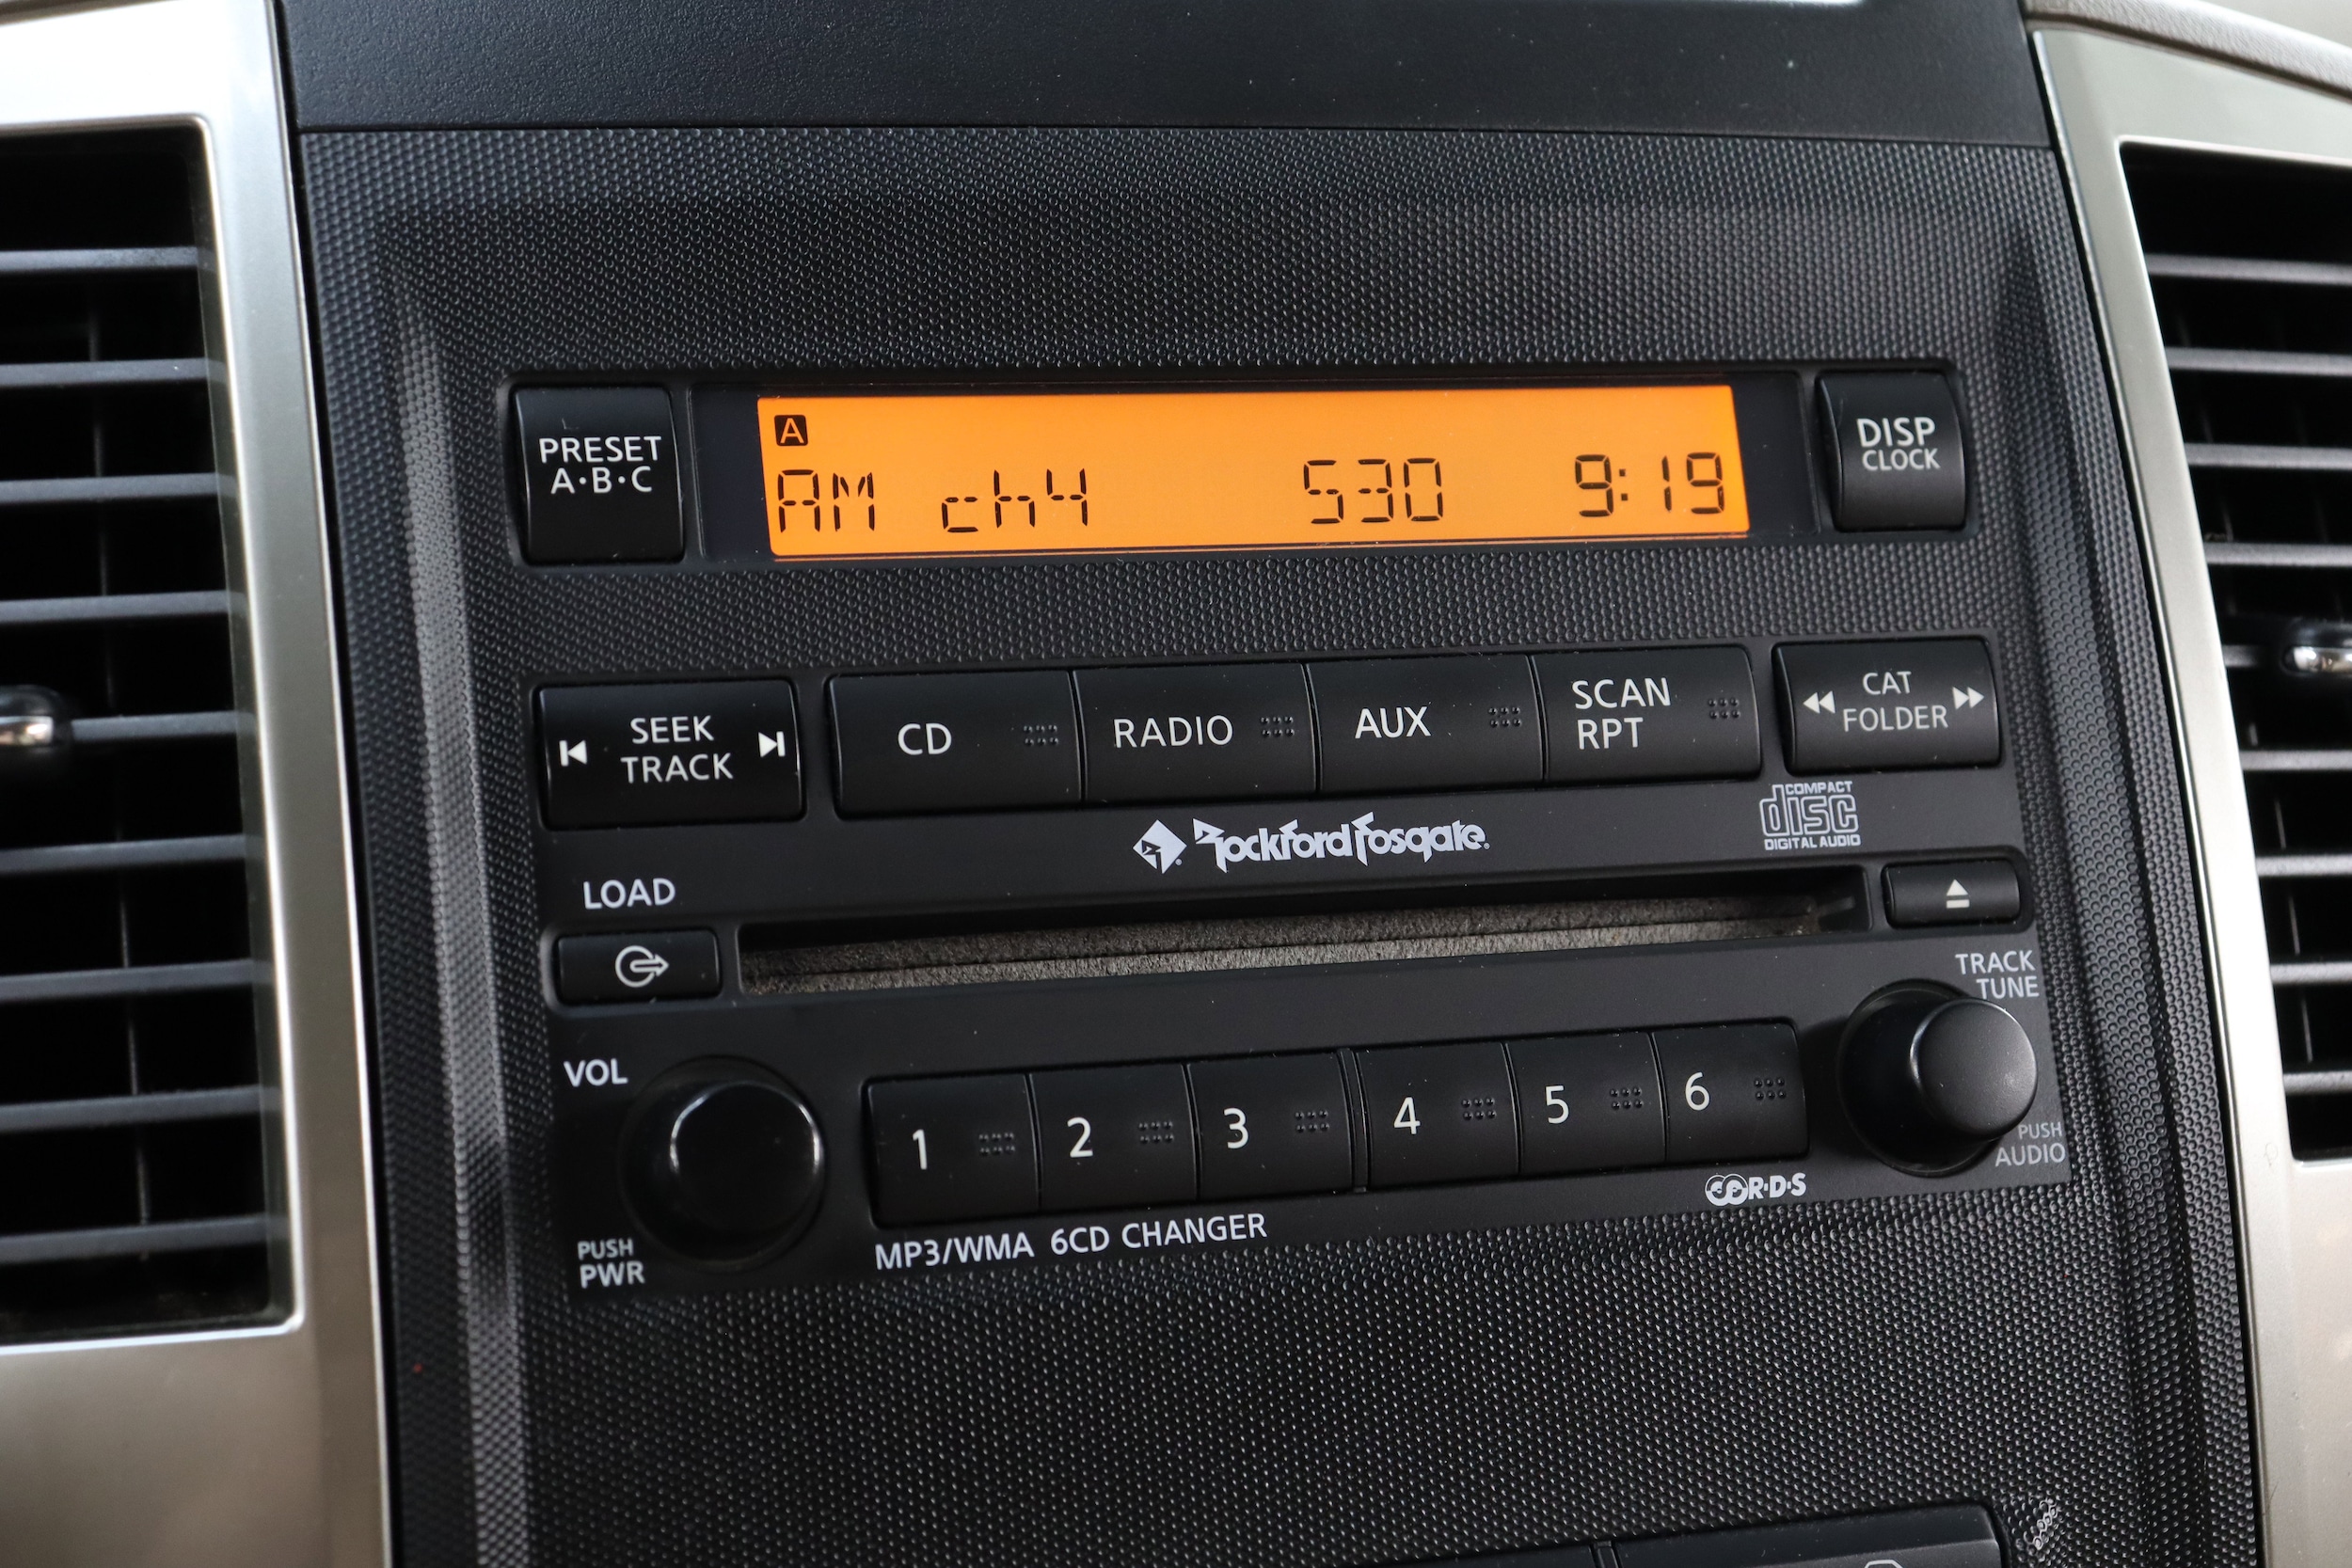 PRESET
A·B·C
A
AM ch4 530 9:19
DISP
CLOCK
SEEK
TRACK
CD
RADIO
AUX
SCAN
RPT
CAT
FOLDER
Rockford Fosgate
COMPACT
disc
DIGITAL AUDIO
LOAD
TRACK
TUNE
VOL
1 2 3 4 5 6
PUSH
AUDIO
R·D·S
PUSH
PWR
MP3/WMA 6CD CHANGER